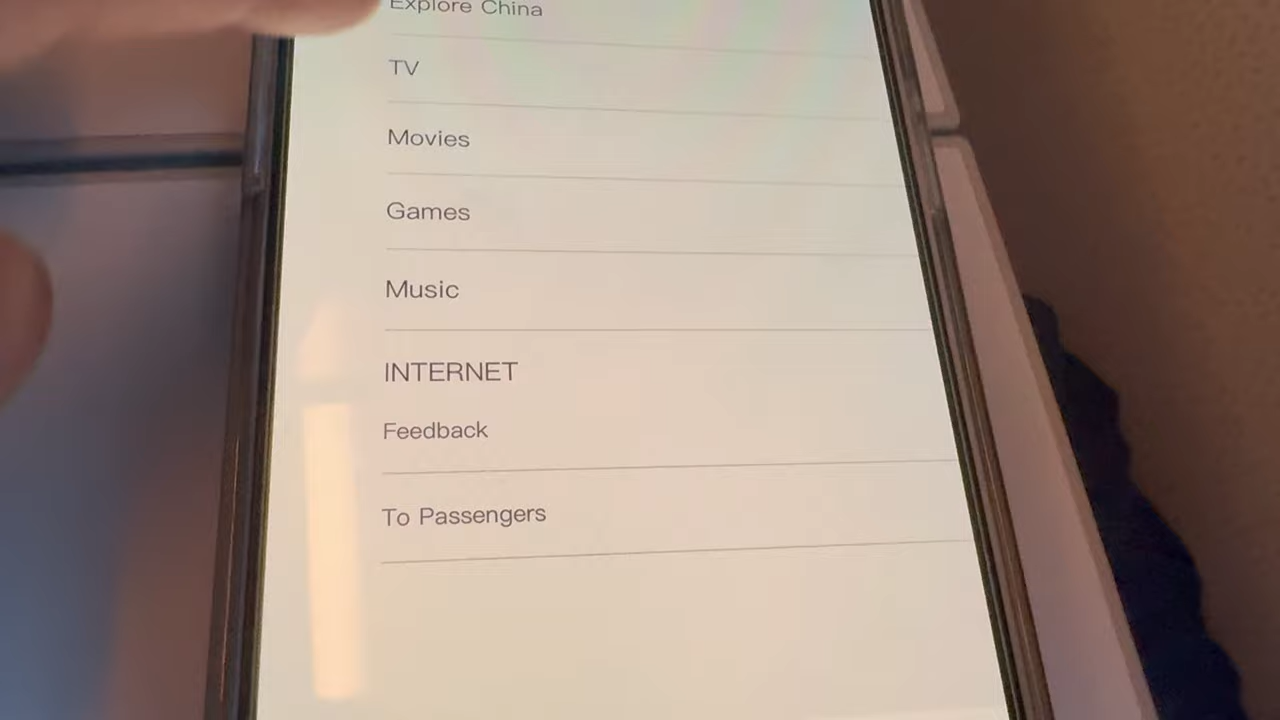 Explore China
TV
Movies
Games
Music
INTERNET
Feedback
To Passengers